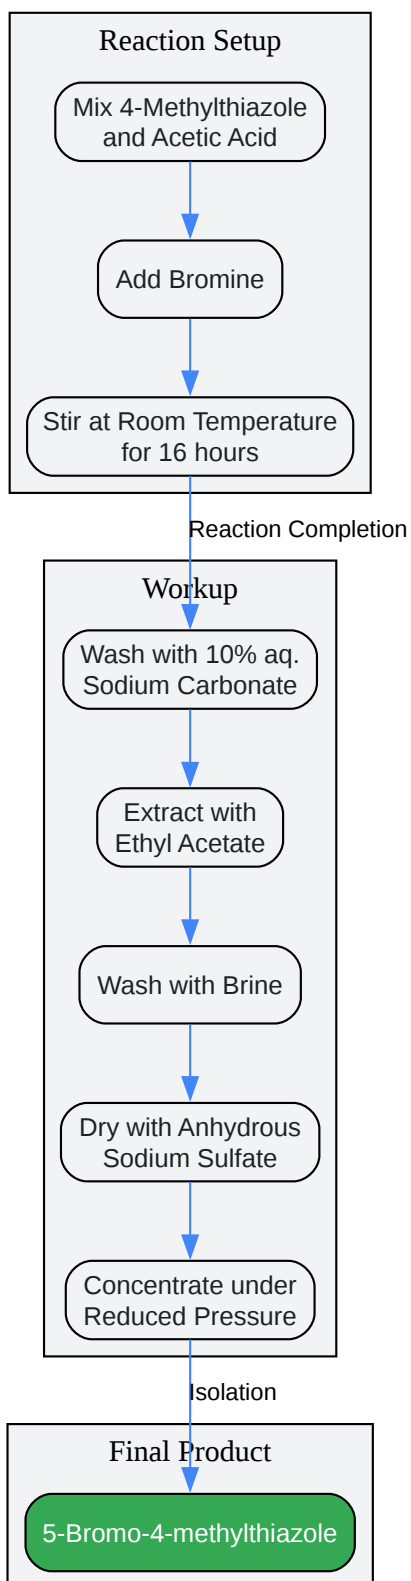 Reaction Setup
Mix 4-Methylthiazole
and Acetic Acid
Add Bromine
Stir at Room Temperature
for 16 hours
Reaction Completion
Workup
Wash with 10% aq.
Sodium Carbonate
Extract with
Ethyl Acetate
Wash with Brine
Dry with Anhydrous
Sodium Sulfate
Concentrate under
Reduced Pressure
Isolation
Final Product
5-Bromo-4-methylthiazole